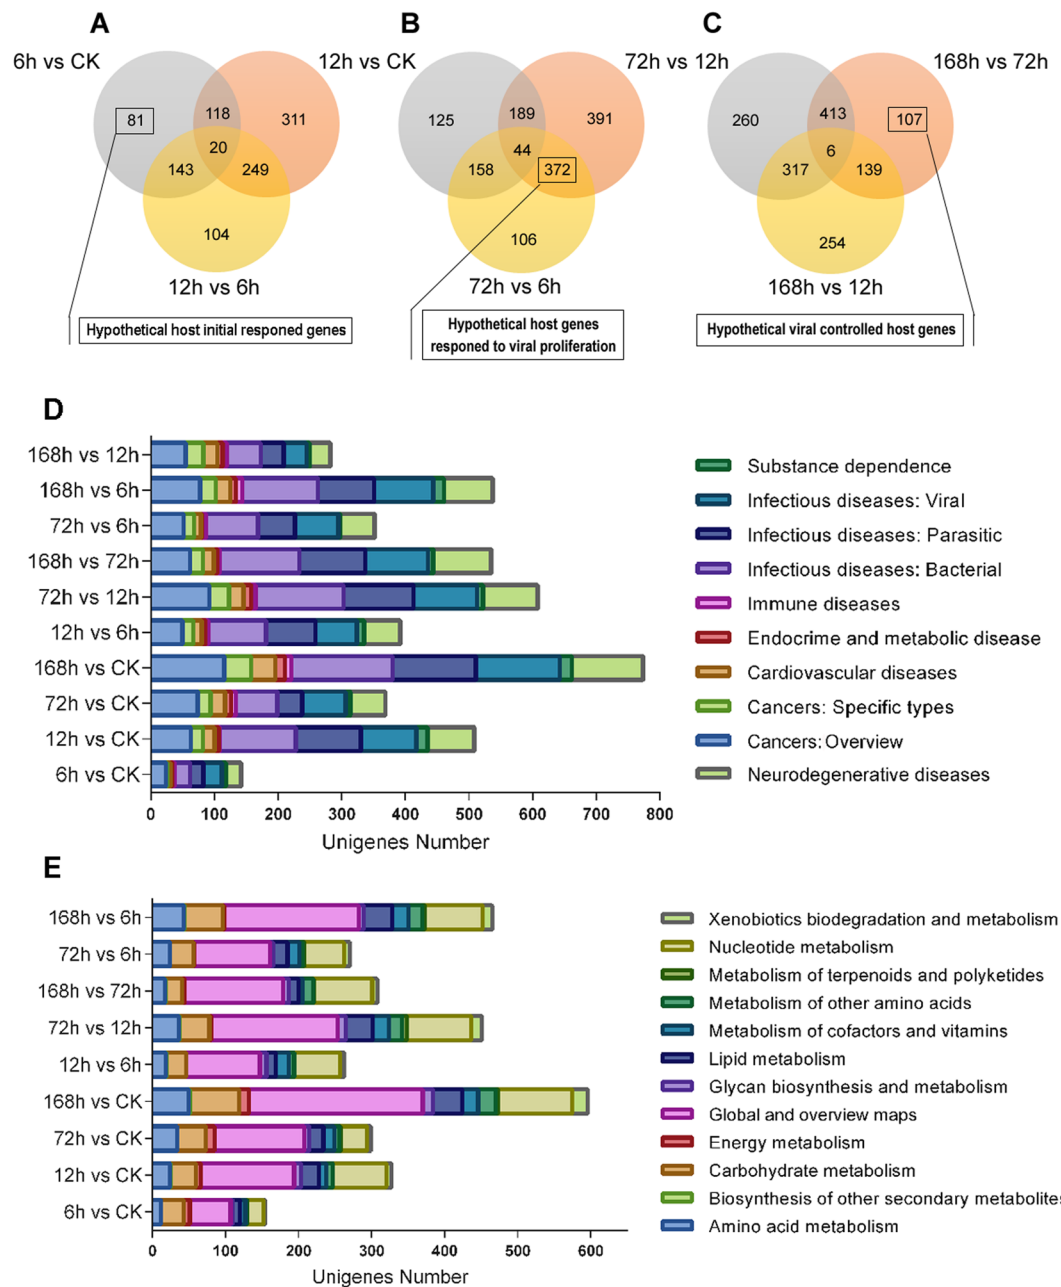 A
B
C
6h vs CK
12h vs CK
72h vs 12h
168h vs 72h
81
118
311
20
143
249
104
12h vs 6h
125
189
391
44
158
372
106
72h vs 6h
260
413
107
6
317
139
254
168h vs 12h
Hypothetical host initial responed genes
Hypothetical host genes
responed to viral proliferation
Hypothetical viral controlled host genes
D
168h vs 12h
168h vs 6h
72h vs 6h
168h vs 72h
72h vs 12h
12h vs 6h
168h vs CK
72h vs CK
12h vs CK
6h vs CK
0 100 200 300 400 500 600 700 800
Unigenes Number
Substance dependence
Infectious diseases: Viral
Infectious diseases: Parasitic
Infectious diseases: Bacterial
Immune diseases
Endocrime and metabolic disease
Cardiovascular diseases
Cancers: Specific types
Cancers: Overview
Neurodegenerative diseases
E
168h vs 6h
72h vs 6h
168h vs 72h
72h vs 12h
12h vs 6h
168h vs CK
72h vs CK
12h vs CK
6h vs CK
0 100 200 300 400 500 600
Unigenes Number
Xenobiotics biodegradation and metabolism
Nucleotide metabolism
Metabolism of terpenoids and polyketides
Metabolism of other amino acids
Metabolism of cofactors and vitamins
Lipid metabolism
Glycan biosynthesis and metabolism
Global and overview maps
Energy metabolism
Carbohydrate metabolism
Biosynthesis of other secondary metabolites
Amino acid metabolism